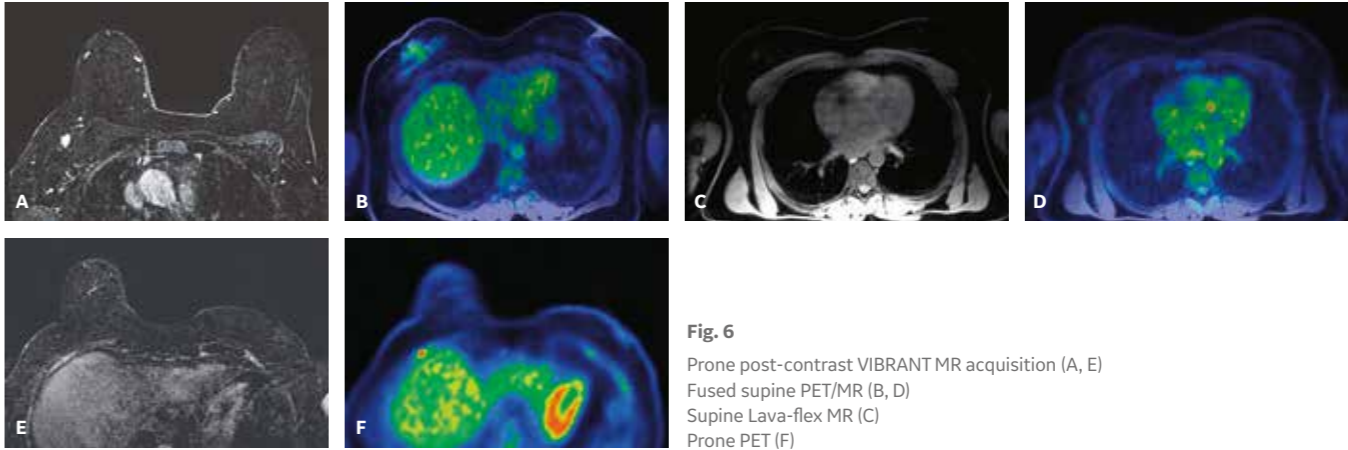 A
B
C
D
E
F
Fig. 6
Prone post-contrast VIBRANT MR acquisition (A, E)
Fused supine PET/MR (B, D)
Supine Lava-flex MR (C)
Prone PET (F)